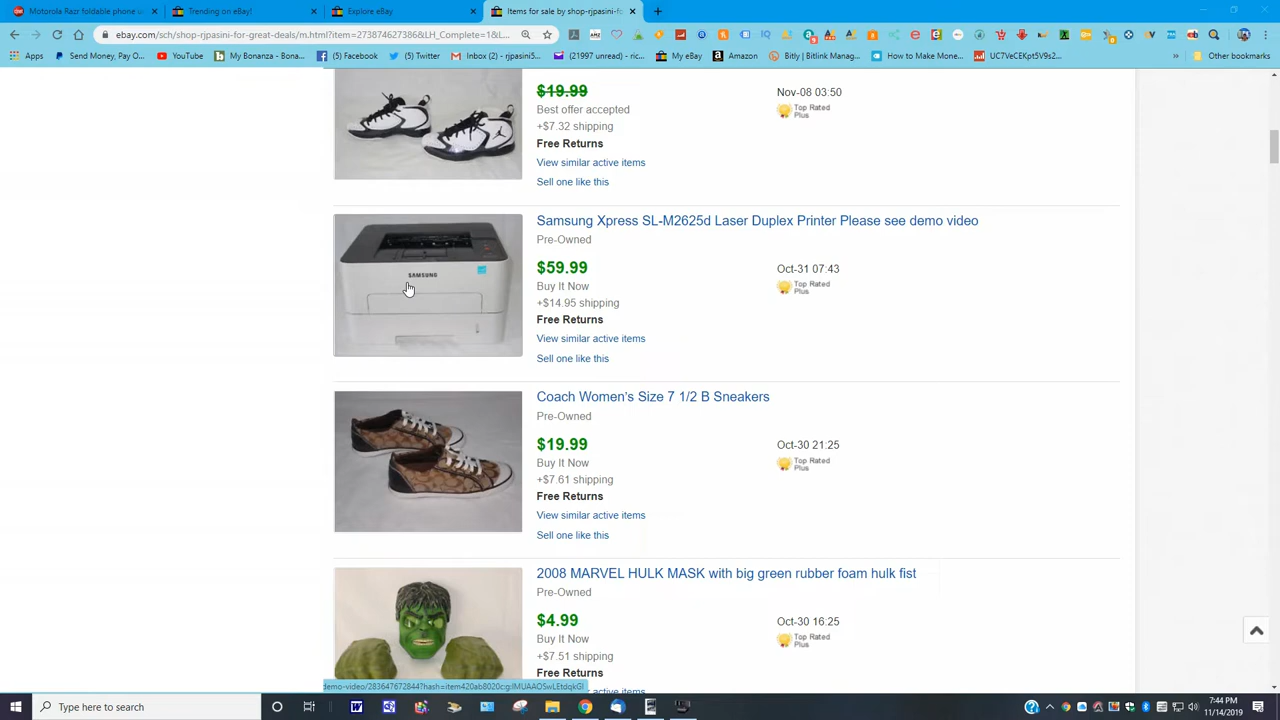 Motorola Razr foldable phone
Trending on eBay!
Explore eBay
Items for sale by shop-rjpasini-fo
ebay.com/sch/shop-rjpasini-for-great-deals/m.html?item=273874627386&LH_Complete=1&L...
Apps
Send Money, Pay O...
YouTube
My Bonanza - Bona...
(5) Facebook
(5) Twitter
Inbox (2) - rjpasini5...
(21997 unread) - ric...
My eBay
Amazon
Bitly | Link Manag...
How to Make Mone...
UC7VeCEKpt5V9s2...
»
Other bookmarks
$19.99
Nov-08 03:50
Best offer accepted
Top Rated
Plus
+$7.32 shipping
Free Returns
View similar active items
Sell one like this
Samsung Xpress SL-M2625d Laser Duplex Printer Please see demo video
Pre-Owned
$59.99
Oct-31 07:43
Buy It Now
Top Rated
Plus
+$14.95 shipping
Free Returns
View similar active items
Sell one like this
SAMSUNG
Coach Women's Size 7 1/2 B Sneakers
Pre-Owned
$19.99
Oct-30 21:25
Buy It Now
Top Rated
Plus
+$7.61 shipping
Free Returns
View similar active items
Sell one like this
2008 MARVEL HULK MASK with big green rubber foam hulk fist
Pre-Owned
$4.99
Oct-30 16:25
Buy It Now
Top Rated
Plus
+$7.51 shipping
Free Returns
active items
Type here to search
7:44 PM
11/14/2019